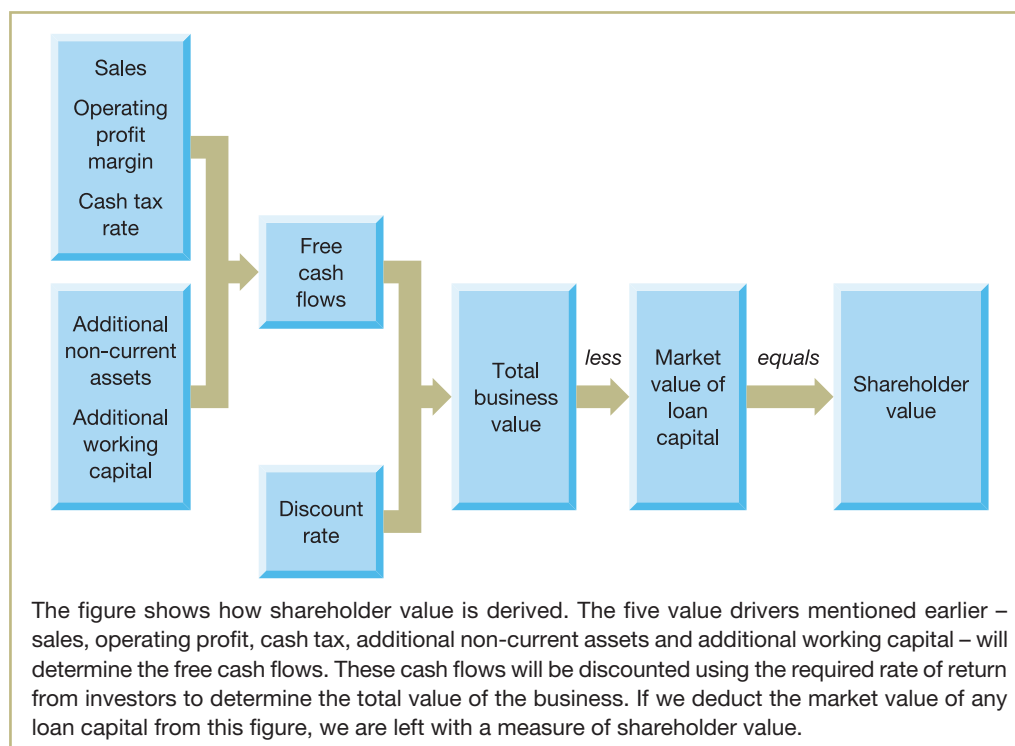 Sales
Operating
profit
margin
Cash tax
rate
Additional
non-current
assets
Additional
working
capital
Free
cash
flows
Discount
rate
Total
business
value
less
Market
value of
loan
capital
equals
Shareholder
value
The figure shows how shareholder value is derived. The five value drivers mentioned earlier –
sales, operating profit, cash tax, additional non-current assets and additional working capital – will
determine the free cash flows. These cash flows will be discounted using the required rate of return
from investors to determine the total value of the business. If we deduct the market value of any
loan capital from this figure, we are left with a measure of shareholder value.